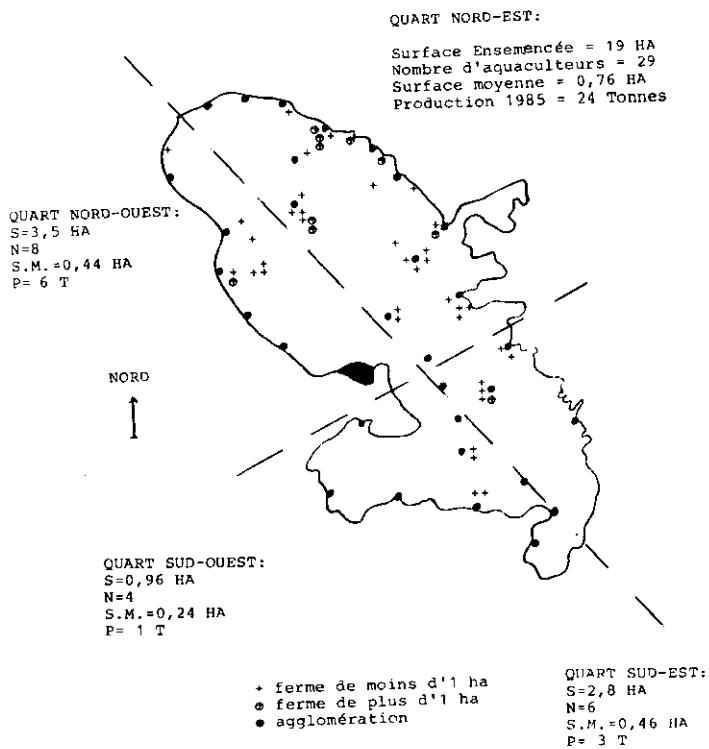 QUART NORD-EST:
Surface Ensemencée = 19 HA
Nombre d'aquaculteurs = 29
Surface moyenne = 0,76 HA
Production 1985 = 24 Tonnes
QUART NORD-OUEST:
S=3,5 HA
N=8
S.M.=0,44 HA
P= 6 T
NORD
QUART SUD-OUEST:
S=0,96 HA
N=4
S.M.=0,24 HA
P= 1 T
+ ferme de moins d'1 ha
ferme de plus d'1 ha
agglomération
QUART SUD-EST:
S=2,8 HA
N=6
S.M.=0,46 HA
P= 3 T